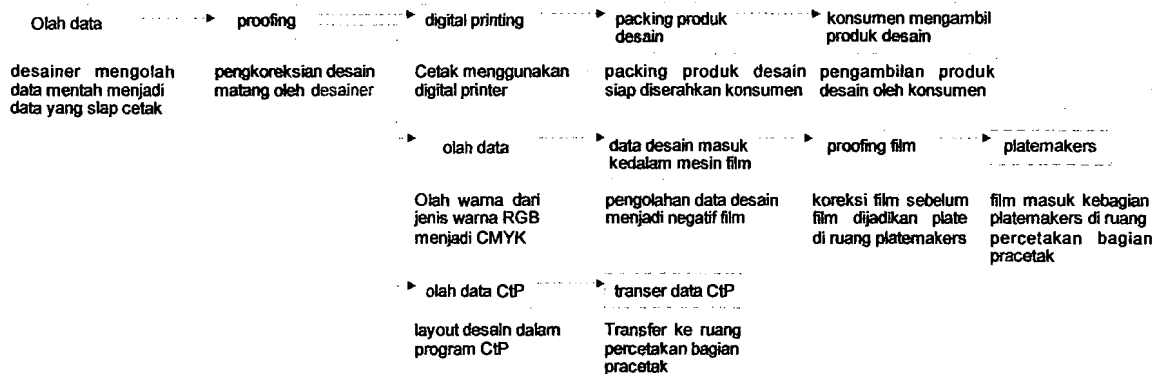 Olah data
proofing
digital printing
packing produk
desain
konsumen mengambil
produk desain
desainer mengolah
data mentah menjadi
data yang siap cetak
pengkoreksian desain
matang oleh desainer
Cetak menggunakan
digital printer
packing produk desain
siap diserahkan konsumen
pengambilan produk
desain oleh konsumen
olah data
data desain masuk
kedalam mesin film
proofing film
platemakers
Olah warna dari
jenis warna RGB
menjadi CMYK
pengolahan data desain
menjadi negatif film
koreksi film sebelum
film dijadikan plate
di ruang platemakers
film masuk kebagian
platemakers di ruang
percetakan bagian
pracetak
olah data CtP
transer data CtP
layout desain dalam
program CtP
Transfer ke ruang
percetakan bagian
pracetak